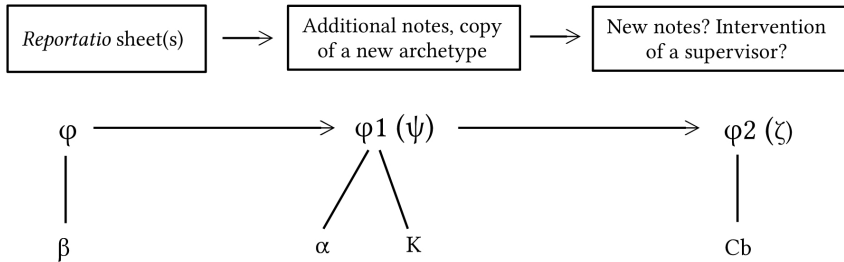 Reportatio sheet(s)
Additional notes, copy
of a new archetype
New notes? Intervention
of a supervisor?
φ
φ1 (ψ)
φ2 (ζ)
β
α
K
Cb